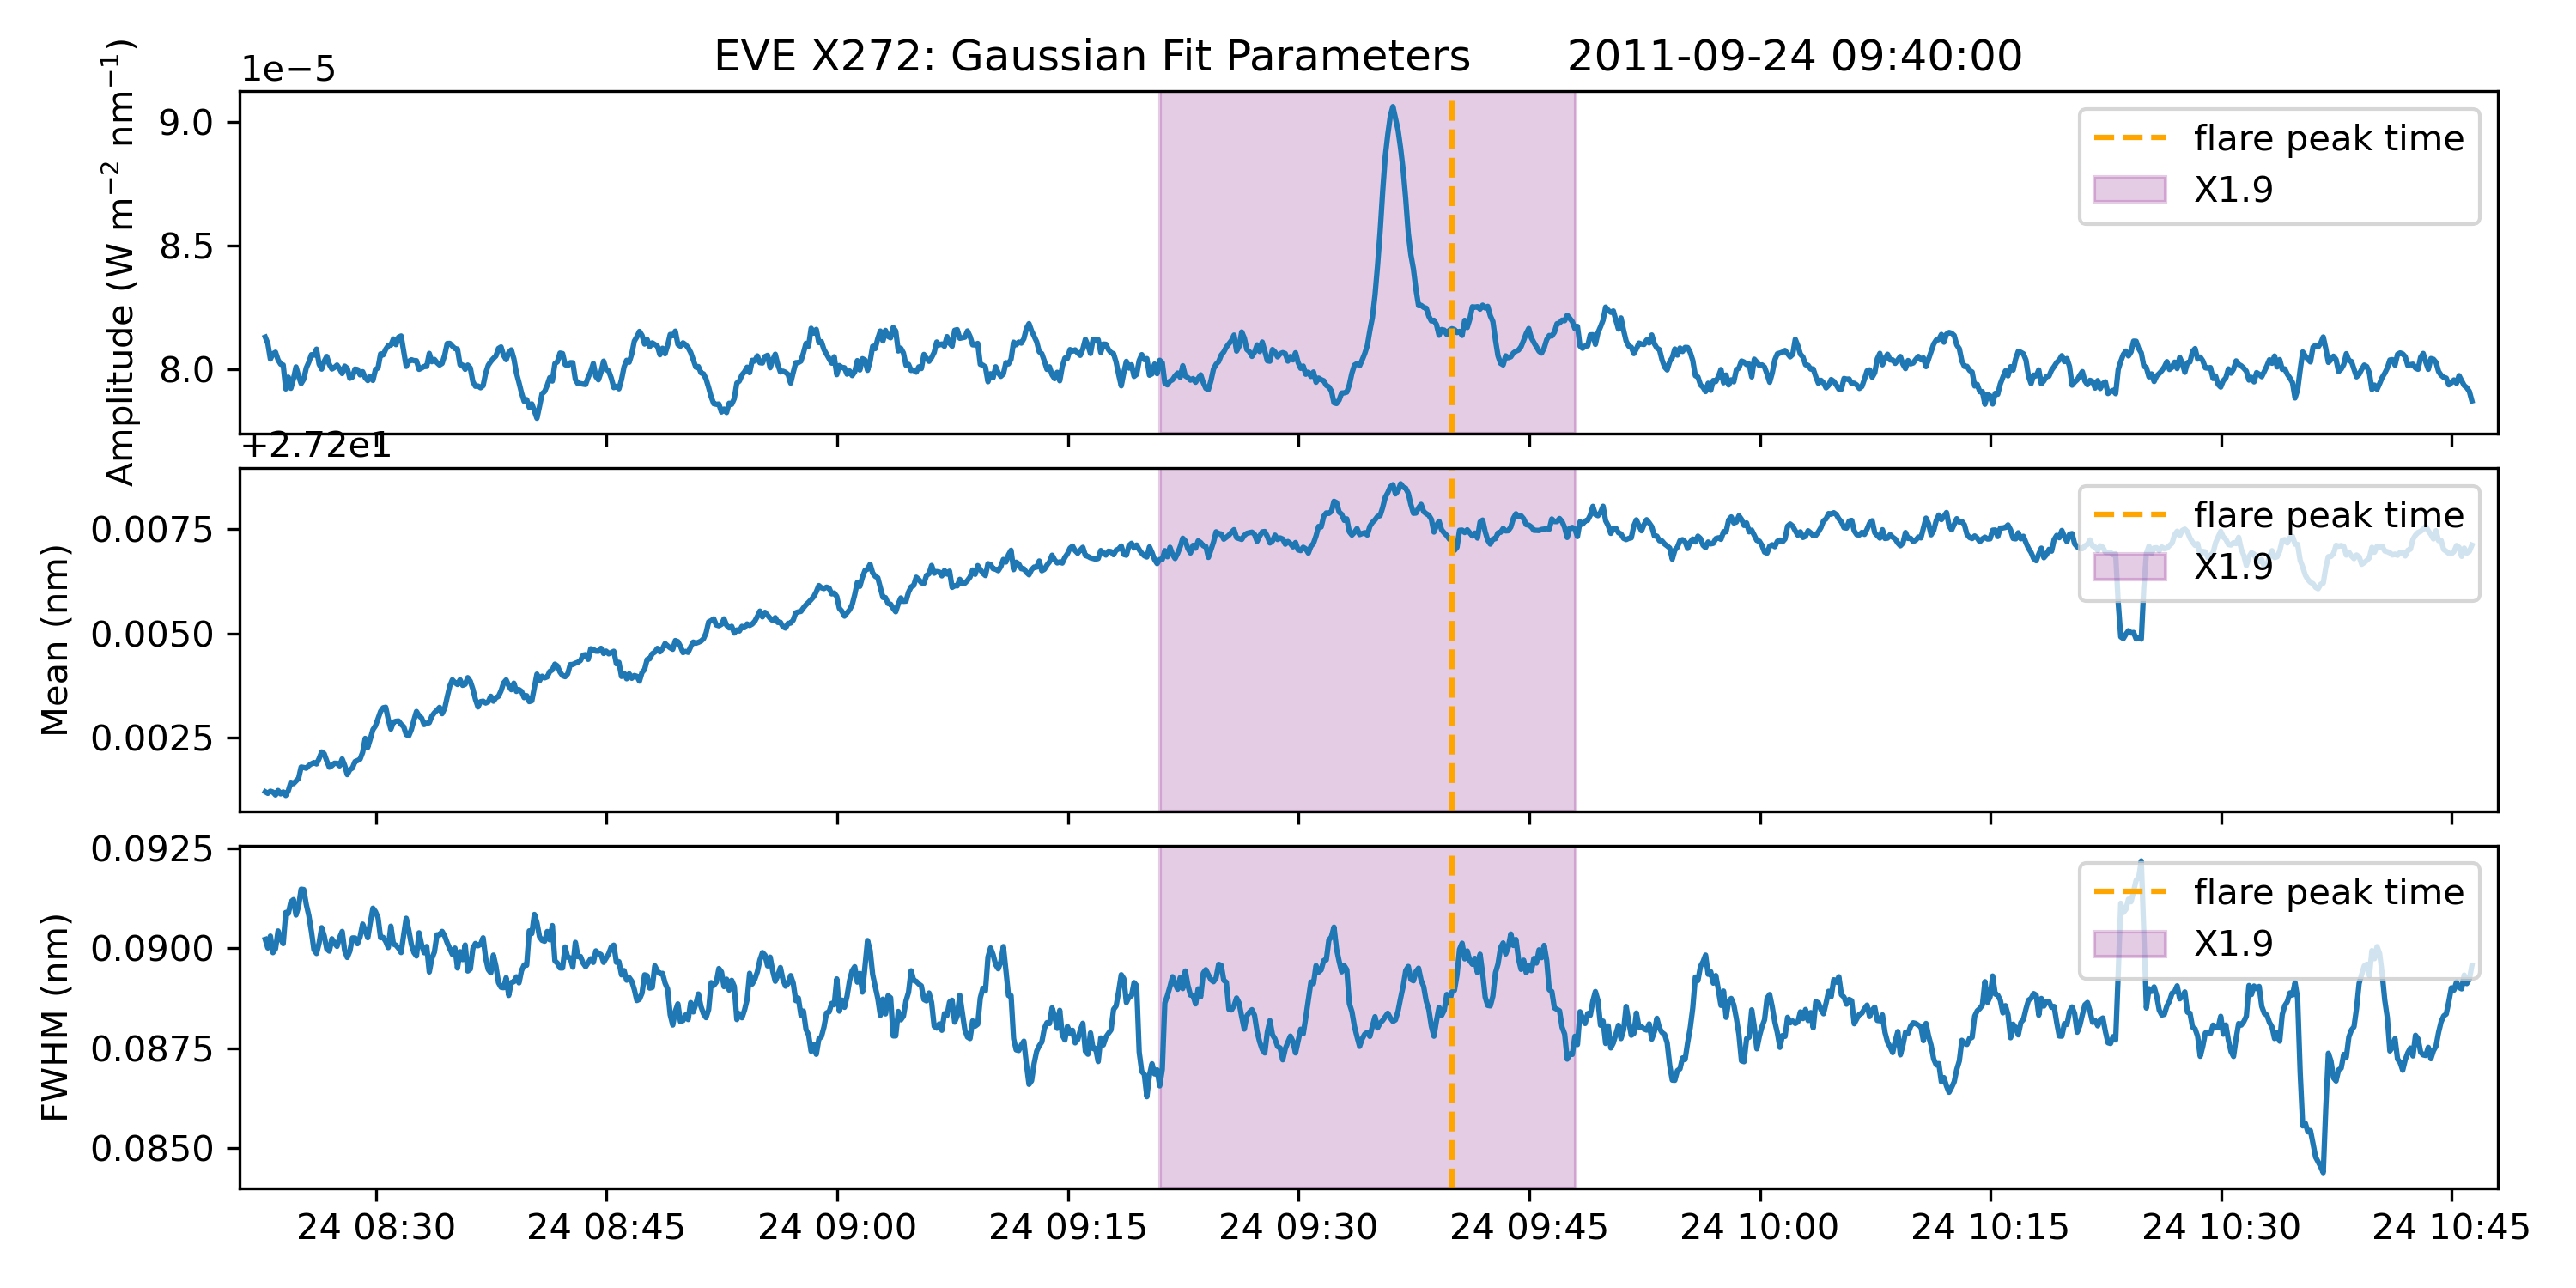 EVE X272: Gaussian Fit Parameters 2011-09-24 09:40:00
1e−5
Amplitude (W m⁻² nm⁻¹)
9.0
8.5
8.0
flare peak time
X1.9
+2.72e1
Mean (nm)
0.0075
0.0050
0.0025
flare peak time
X1.9
FWHM (nm)
0.0925
0.0900
0.0875
0.0850
flare peak time
X1.9
24 08:30 24 08:45 24 09:00 24 09:15 24 09:30 24 09:45 24 10:00 24 10:15 24 10:30 24 10:45